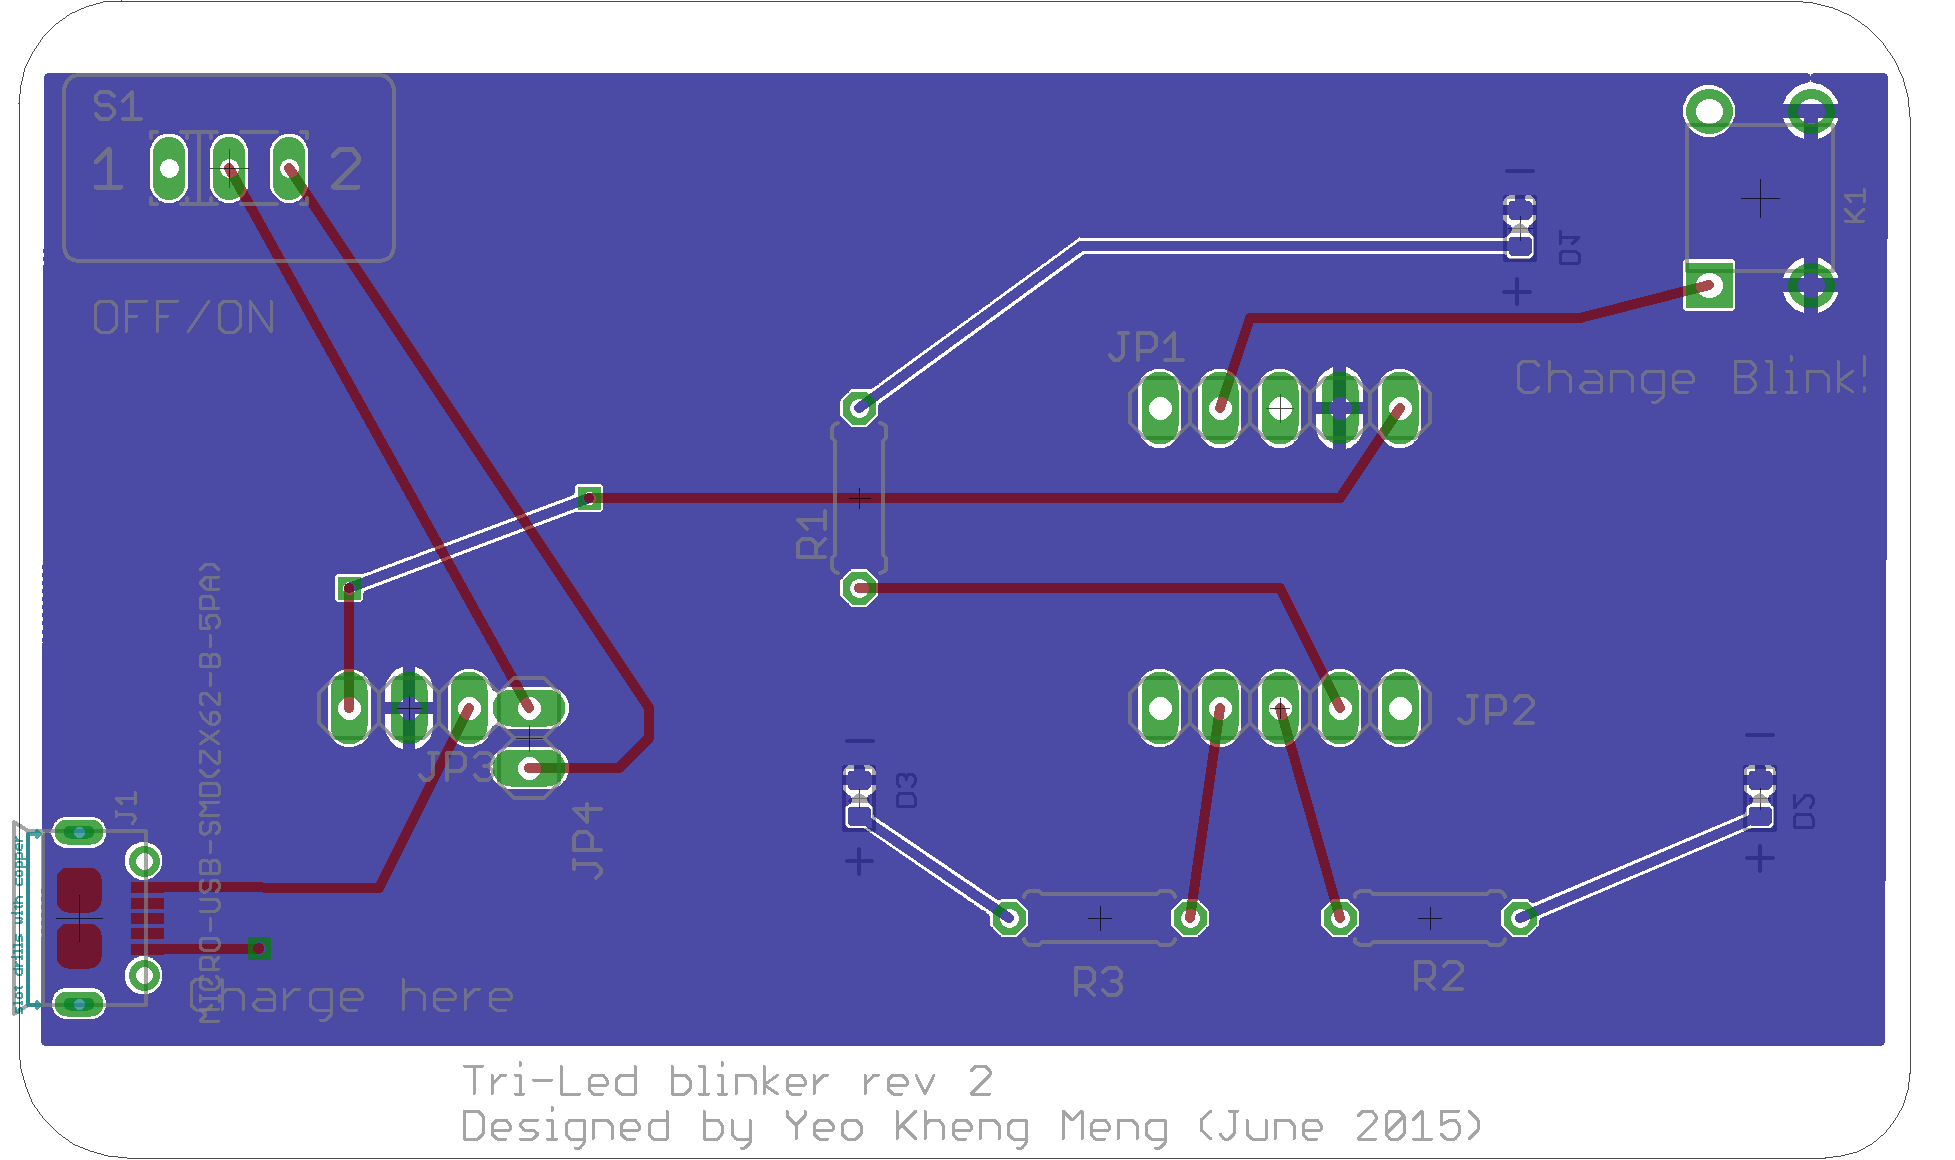 S1
1 2
OFF/ON
D1
K1
JP1
Change Blink!
R1
MICRO-USB-SMD(ZX62-B-5PA)
JP3
JP2
D3
D2
J1
JP4
slot drills with copper
Charge here
R3
R2
Tri-Led blinker rev 2
Designed by Yeo Kheng Meng (June 2015)